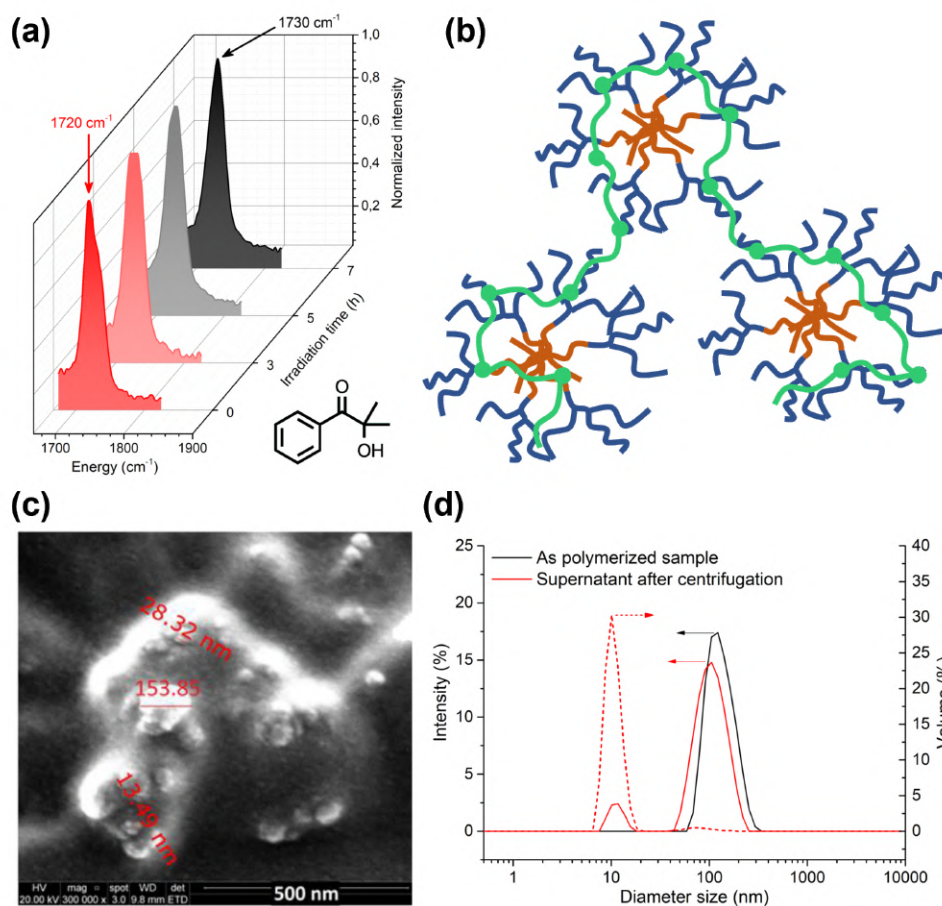 (a)
1730 cm⁻¹
1720 cm⁻¹
1,0
0,8
0,6
0,4
0,2
Normalized intensity
7
5
3
0
Irradiation time (h)
1700
1800
1900
Energy (cm⁻¹)
O
OH
(b)
(c)
28.32 nm
153.85
13.49 nm
HV mag spot WD det
20.00 kV 300 000 x 3.0 9.8 mm ETD
500 nm
(d)
As polymerized sample
Supernatant after centrifugation
25
20
15
10
5
0
Intensity (%)
40
35
30
25
20
15
10
5
0
1
10
100
1000
10000
Diameter size (nm)